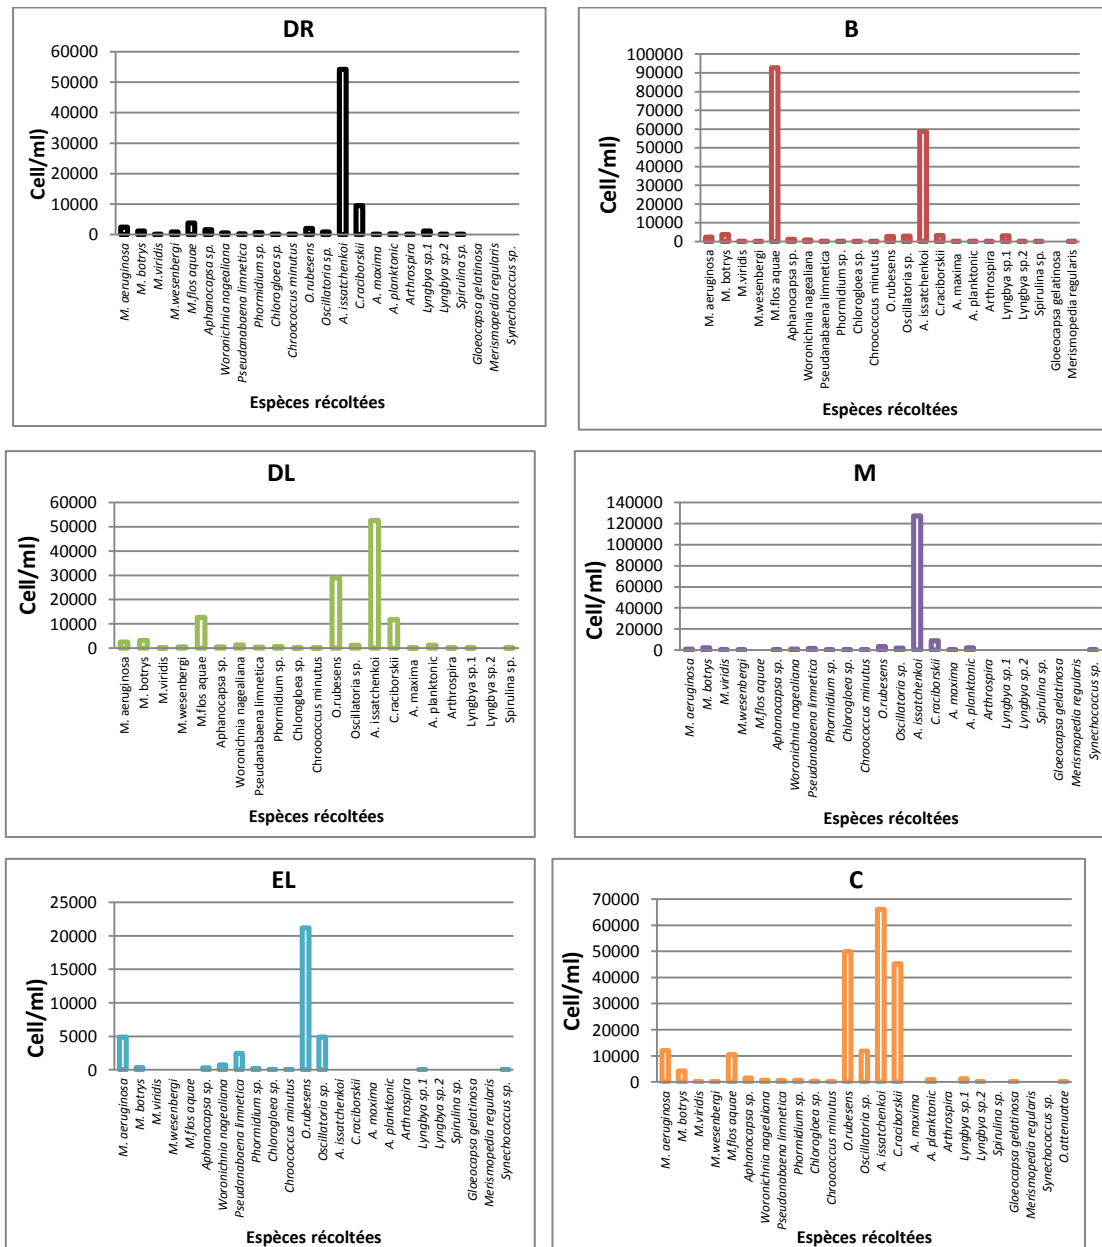 DR
60000
50000
40000
30000
20000
10000
0
Cell/ml)
M. aeruginosa
M. botrys
M.viridis
M.wesenbergi
M.flos aquae
Aphanocapsa sp.
Woronichnia nagealiana
Pseudanabaena limnetica
Phormidium sp.
Chlorogloea sp.
Chroococcus minutus
O.rubesens
Oscillatoria sp.
A. issatchenkoi
C.raciborskii
A. maxima
A. planktonic
Arthrospira
Lyngbya sp.1
Lyngbya sp.2
Spirulina sp.
Gloeocapsa gelatinosa
Merismopedia regularis
Synechococcus sp.
Espèces récoltées
B
100000
90000
80000
70000
60000
50000
40000
30000
20000
10000
0
Cell/ml)
M. aeruginosa
M. botrys
M.viridis
M.wesenbergi
M.flos aquae
Aphanocapsa sp.
Woronichnia nagealiana
Pseudanabaena limnetica
Phormidium sp.
Chlorogloea sp.
Chroococcus minutus
O.rubesens
Oscillatoria sp.
A. issatchenkoi
C.raciborskii
A. maxima
A. planktonic
Arthrospira
Lyngbya sp.1
Lyngbya sp.2
Spirulina sp.
Gloeocapsa gelatinosa
Merismopedia regularis
Espèces récoltées
DL
60000
50000
40000
30000
20000
10000
0
Cell/ml)
M. aeruginosa
M. botrys
M.viridis
M.wesenbergi
M.flos aquae
Aphanocapsa sp.
Woronichnia nagealiana
Pseudanabaena limnetica
Phormidium sp.
Chlorogloea sp.
Chroococcus minutus
O.rubesens
Oscillatoria sp.
A. issatchenkoi
C.raciborskii
A. maxima
A. planktonic
Arthrospira
Lyngbya sp.1
Lyngbya sp.2
Spirulina sp.
Espèces récoltées
M
140000
120000
100000
80000
60000
40000
20000
0
Cell/ml)
M. aeruginosa
M. botrys
M.viridis
M.wesenbergi
M.flos aquae
Aphanocapsa sp.
Woronichnia nagealiana
Pseudanabaena limnetica
Phormidium sp.
Chlorogloea sp.
Chroococcus minutus
O.rubesens
Oscillatoria sp.
A. issatchenkoi
C.raciborskii
A. maxima
A. planktonic
Arthrospira
Lyngbya sp.1
Lyngbya sp.2
Spirulina sp.
Gloeocapsa gelatinosa
Merismopedia regularis
Synechococcus sp.
Espèces récoltées
EL
25000
20000
15000
10000
5000
0
Cell/ml)
M. aeruginosa
M. botrys
M.viridis
M.wesenbergi
M.flos aquae
Aphanocapsa sp.
Woronichnia nagealiana
Pseudanabaena limnetica
Phormidium sp.
Chlorogloea sp.
Chroococcus minutus
O.rubesens
Oscillatoria sp.
A. issatchenkoi
C.raciborskii
A. maxima
A. planktonic
Arthrospira
Lyngbya sp.1
Lyngbya sp.2
Spirulina sp.
Gloeocapsa gelatinosa
Merismopedia regularis
Synechococcus sp.
Espèces récoltées
C
70000
60000
50000
40000
30000
20000
10000
0
Cell/ml)
M. aeruginosa
M. botrys
M.viridis
M.wesenbergi
M.flos aquae
Aphanocapsa sp.
Woronichnia nagealiana
Pseudanabaena limnetica
Phormidium sp.
Chlorogloea sp.
Chroococcus minutus
O.rubesens
Oscillatoria sp.
A. issatchenkoi
C.raciborskii
A. maxima
A. planktonic
Arthrospira
Lyngbya sp.1
Lyngbya sp.2
Spirulina sp.
Gloeocapsa gelatinosa
Merismopedia regularis
Synechococcus sp.
O.attenuatae
Espèces récoltées